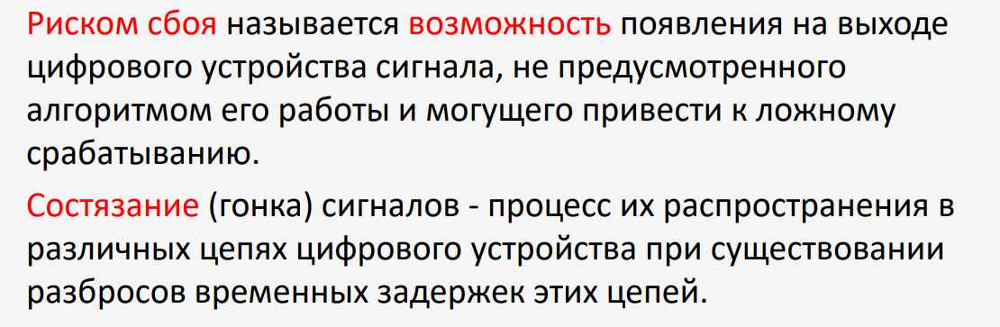 Риском сбоя называется возможность появления на выходе
цифрового устройства сигнала, не предусмотренного
алгоритмом его работы и могущего привести к ложному
срабатыванию.
Состязание (гонка) сигналов - процесс их распространения в
различных цепях цифрового устройства при существовании
разбросов временных задержек этих цепей.